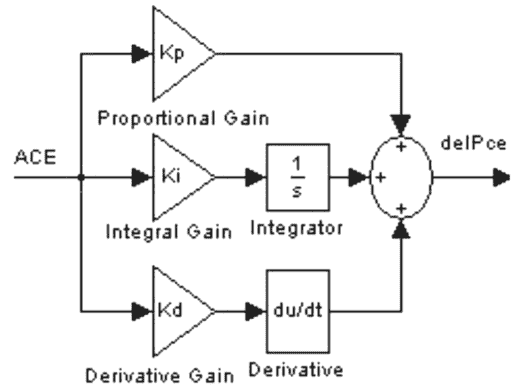 Kp
Proportional Gain
ACE
Ki
Integral Gain
1
s
Integrator
+
+
+
delPce
Kd
Derivative Gain
du/dt
Derivative